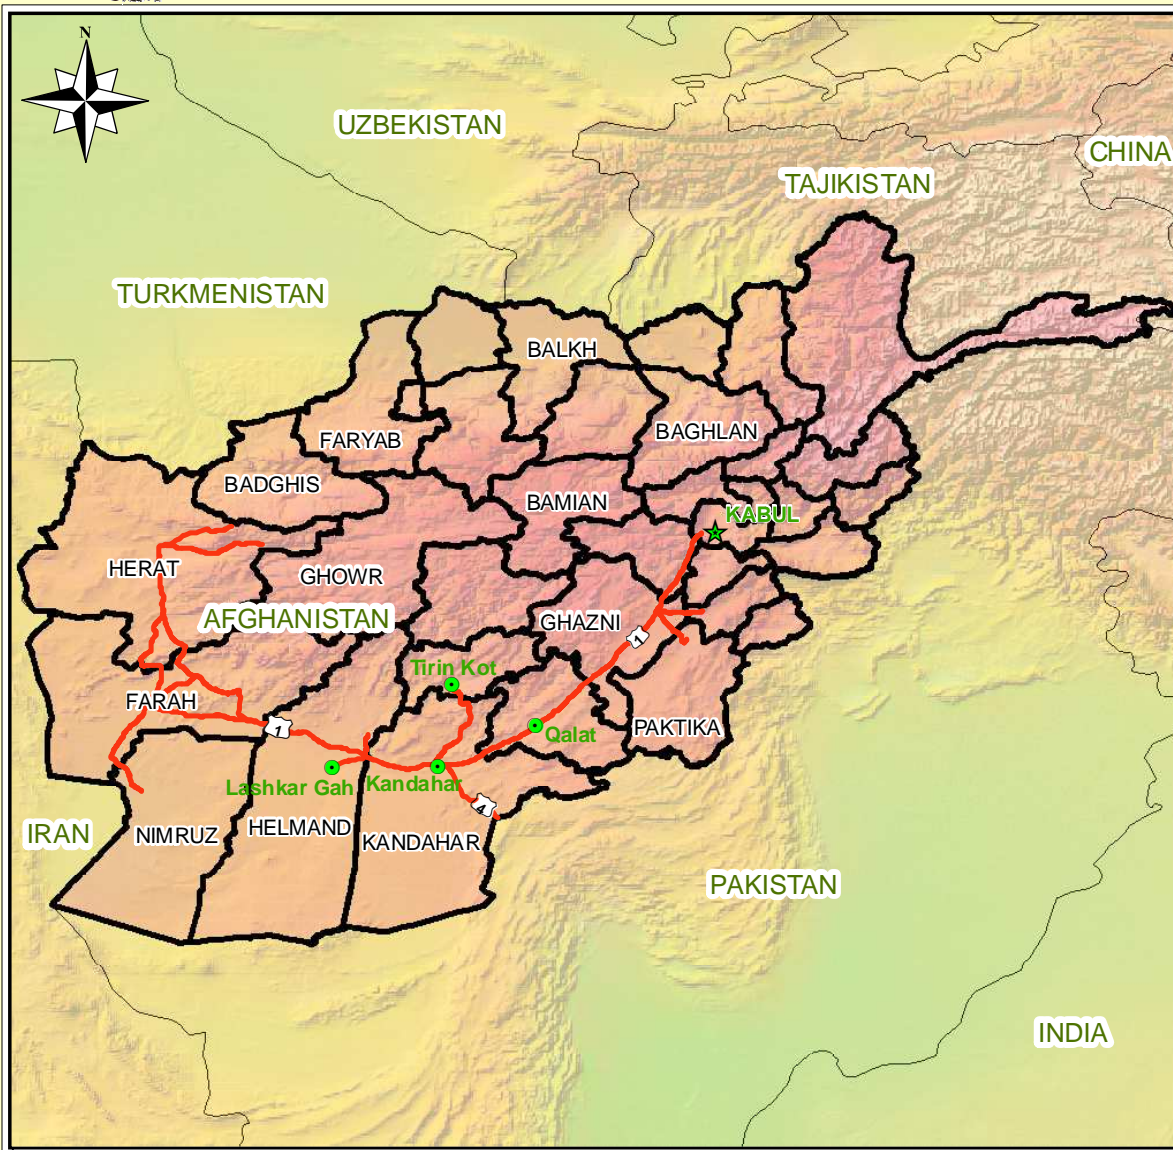 N
UZBEKISTAN
CHINA
TAJIKISTAN
TURKMENISTAN
BALKH
FARYAB
BAGHLAN
BADGHIS
BAMIAN
KABUL
HERAT
GHOWR
AFGHANISTAN
GHAZNI
1
Tirin Kot
FARAH
1
Qalat
PAKTIKA
Lashkar Gah
Kandahar
4
IRAN
NIMRUZ
HELMAND
KANDAHAR
PAKISTAN
INDIA